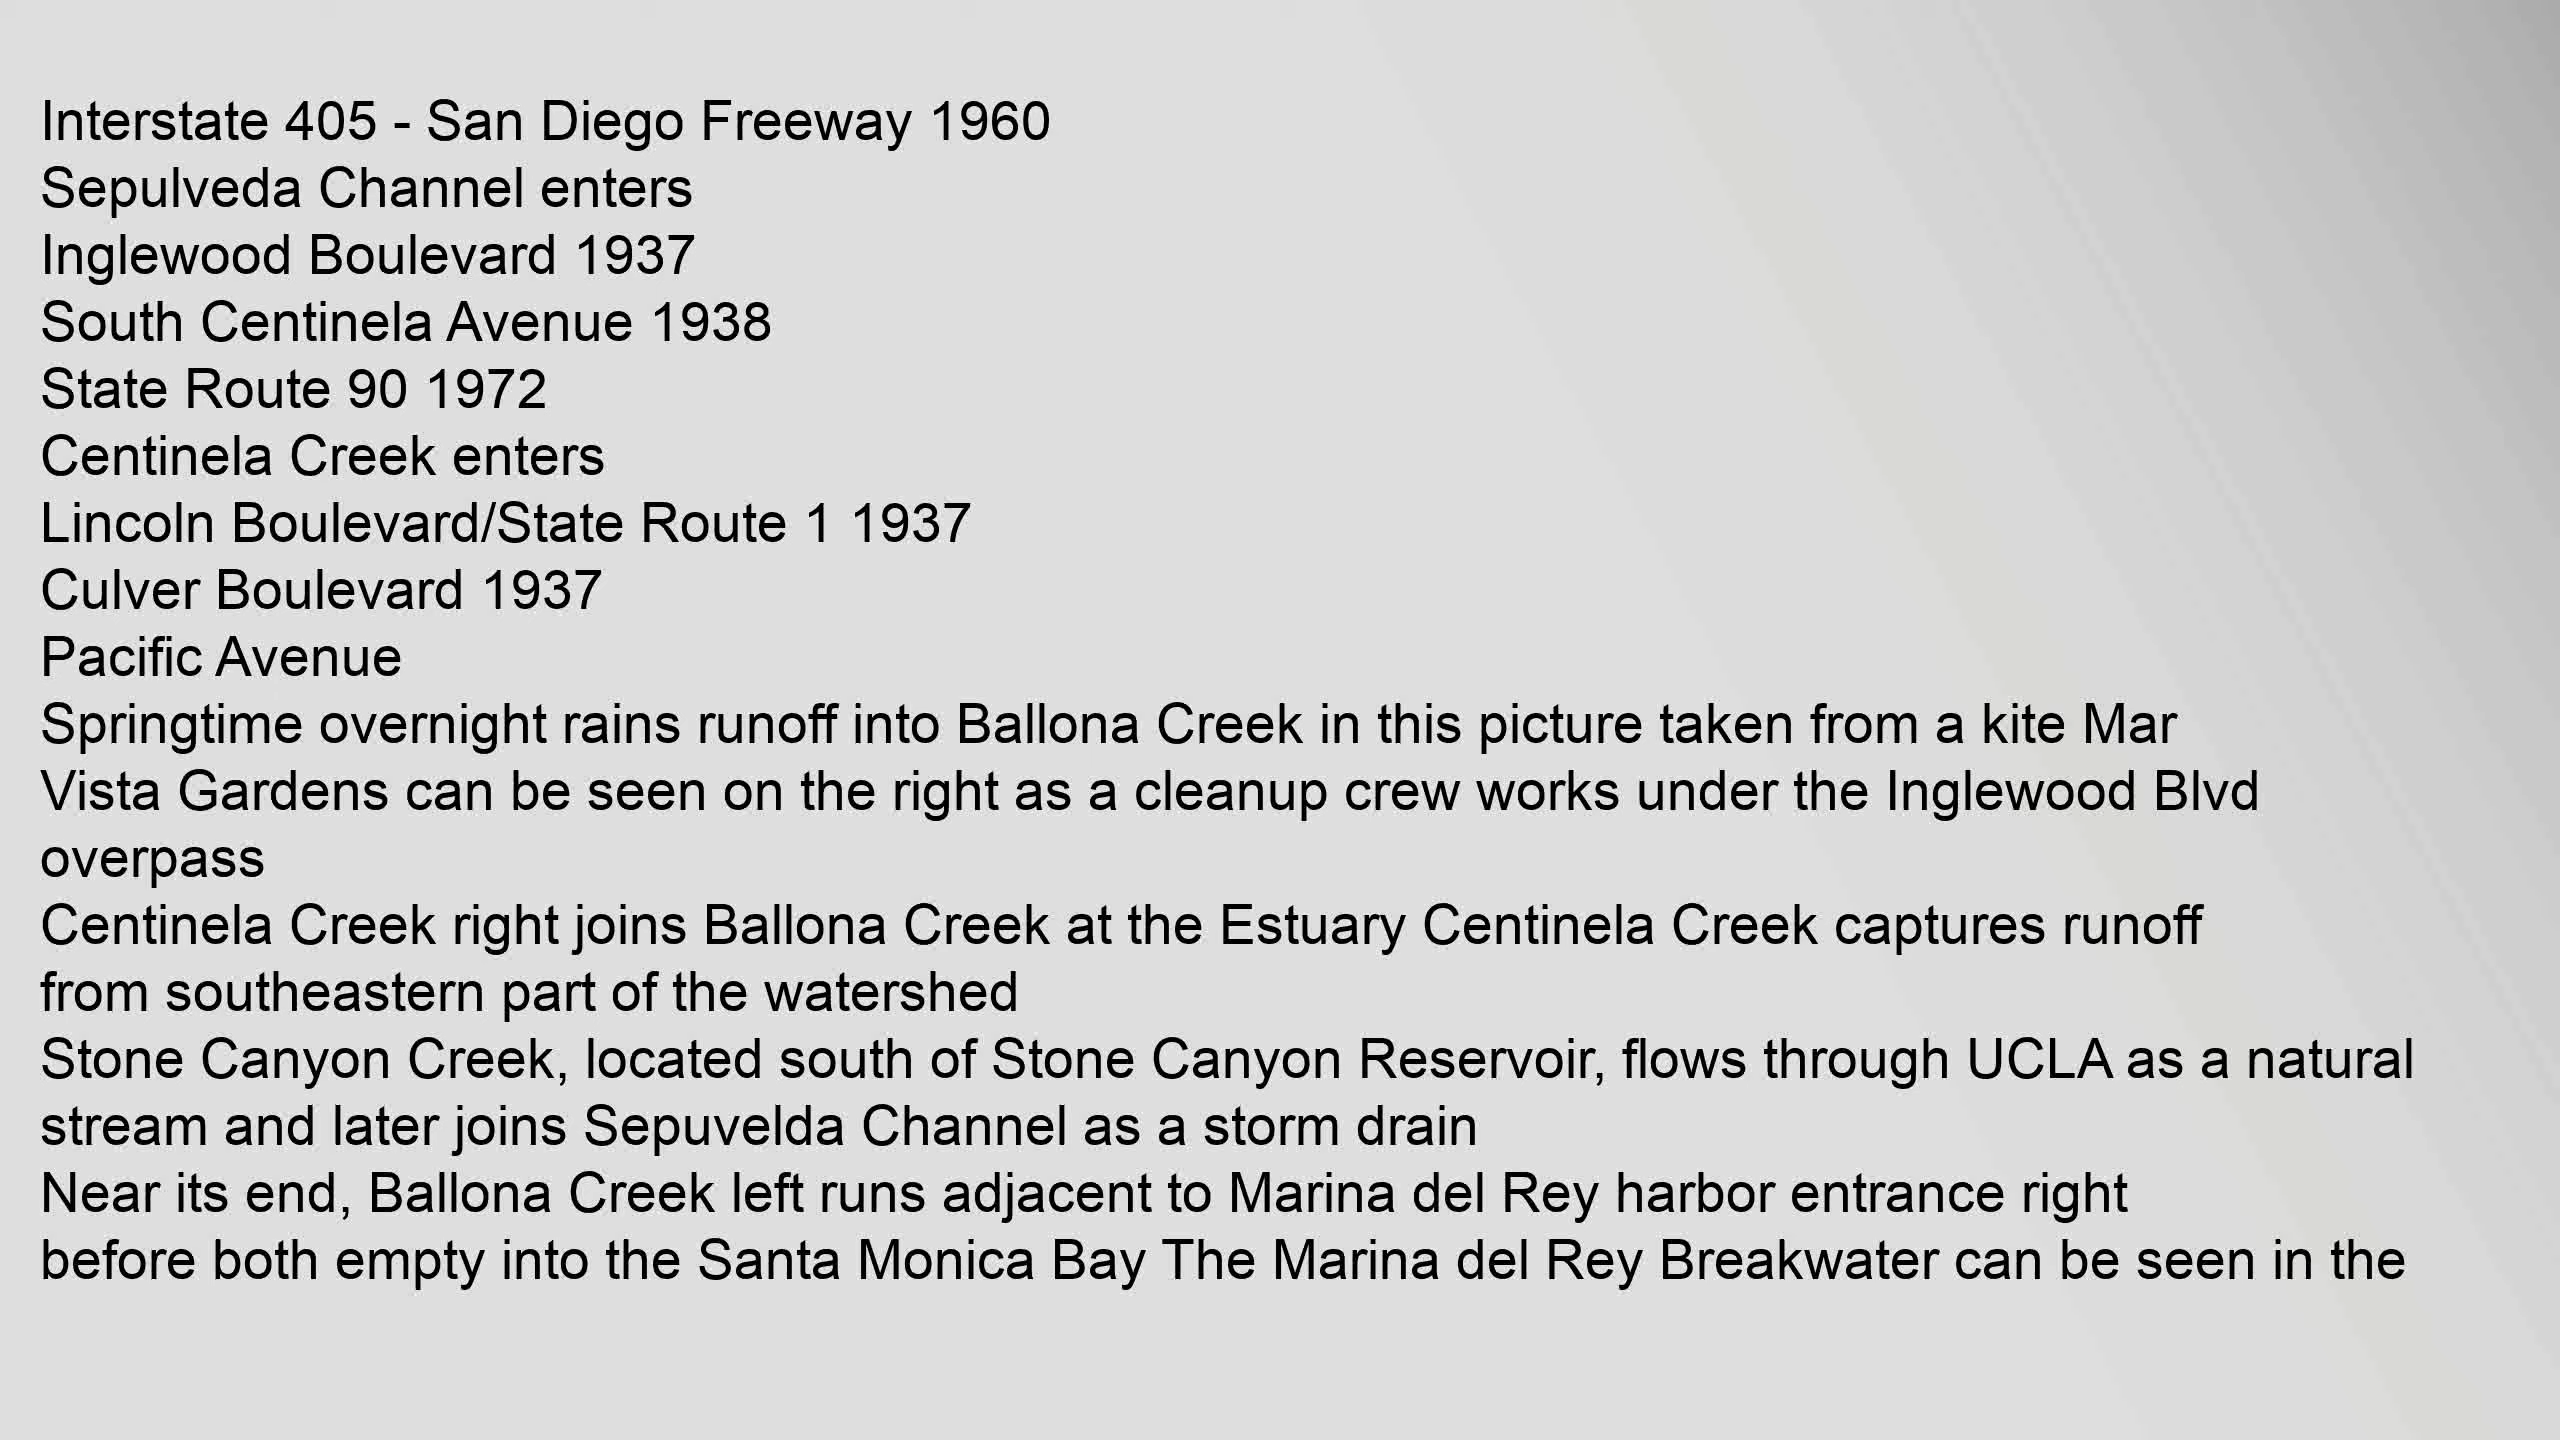 Interstate 405 - San Diego Freeway 1960
Sepulveda Channel enters
Inglewood Boulevard 1937
South Centinela Avenue 1938
State Route 90 1972
Centinela Creek enters
Lincoln Boulevard/State Route 1 1937
Culver Boulevard 1937
Pacific Avenue
Springtime overnight rains runoff into Ballona Creek in this picture taken from a kite Mar
Vista Gardens can be seen on the right as a cleanup crew works under the Inglewood Blvd
overpass
Centinela Creek right joins Ballona Creek at the Estuary Centinela Creek captures runoff
from southeastern part of the watershed
Stone Canyon Creek, located south of Stone Canyon Reservoir, flows through UCLA as a natural
stream and later joins Sepuvelda Channel as a storm drain
Near its end, Ballona Creek left runs adjacent to Marina del Rey harbor entrance right
before both empty into the Santa Monica Bay The Marina del Rey Breakwater can be seen in the